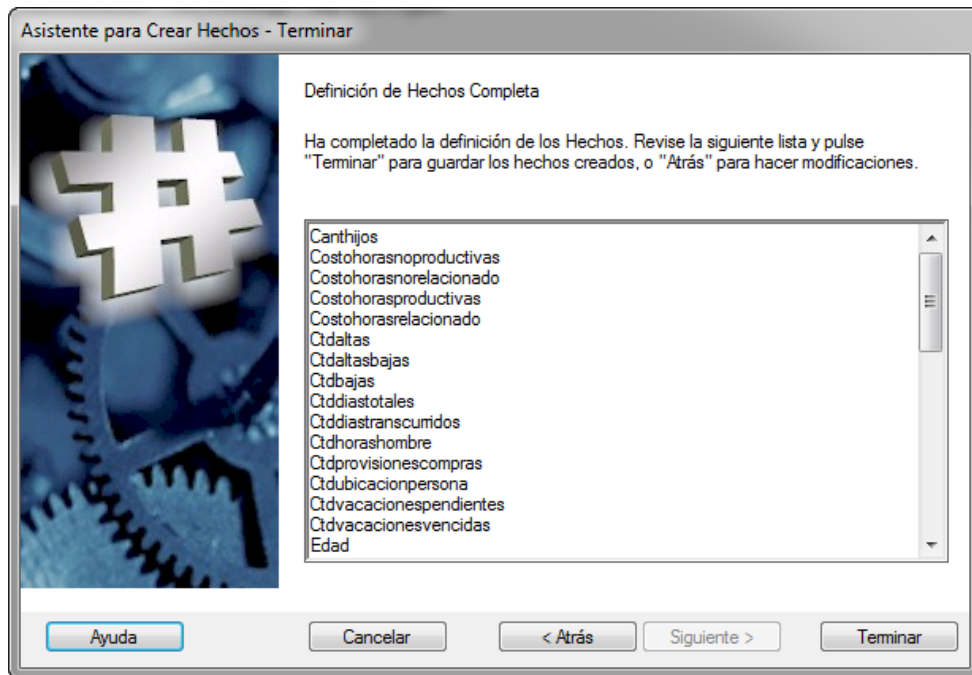 Asistente para Crear Hechos - Terminar
Definición de Hechos Completa
Ha completado la definición de los Hechos. Revise la siguiente lista y pulse
"Terminar" para guardar los hechos creados, o "Atrás" para hacer modificaciones.
#
Canthijos
Costohorasnoproductivas
Costohorasnorelacionado
Costohorasproductivas
Costohorasrelacionado
Ctdaltas
Ctdaltasbajas
Ctdbajas
Ctddiastotales
Ctddiastranscurridos
Ctdhorashombre
Ctdprovisionescompras
Ctdubicacionpersona
Ctdvacacionespendientes
Ctdvacacionesvencidas
Edad
Ayuda
Cancelar
< Atrás
Siguiente >
Terminar